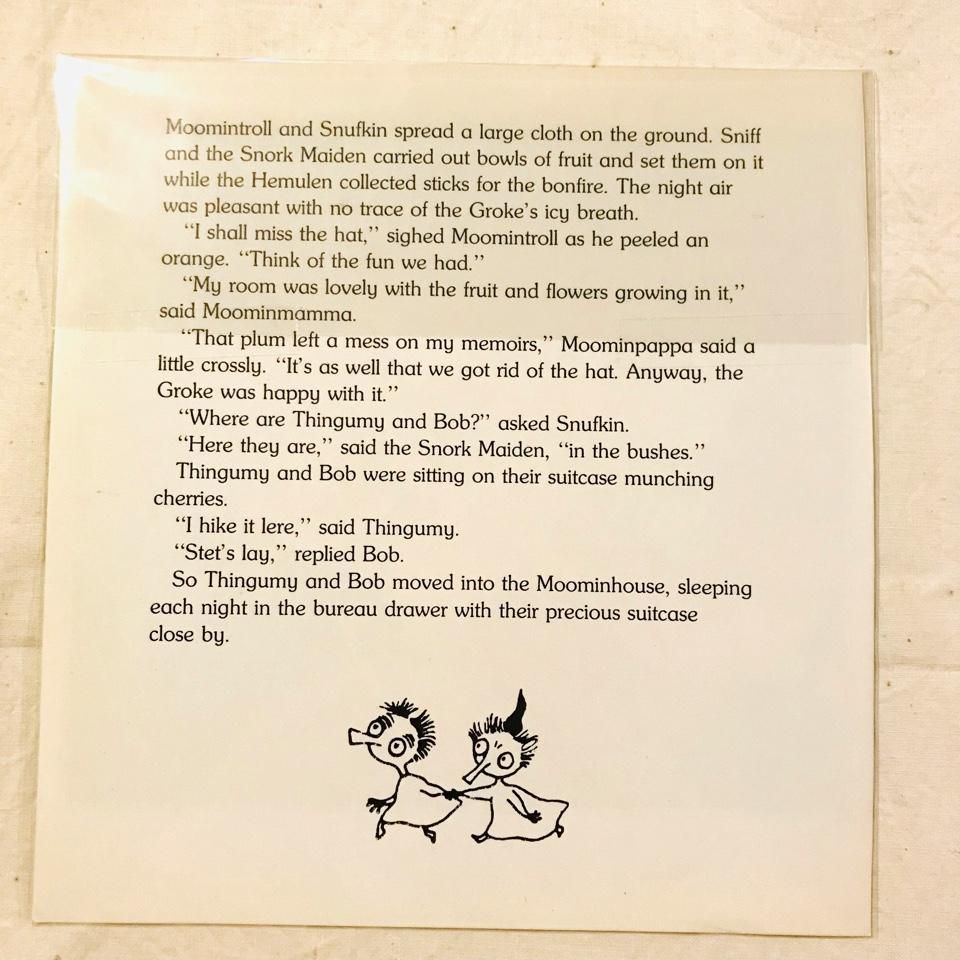 Moomintroll and Snufkin spread a large cloth on the ground. Sniff
and the Snork Maiden carried out bowls of fruit and set them on it
while the Hemulen collected sticks for the bonfire. The night air
was pleasant with no trace of the Groke's icy breath.
“I shall miss the hat,” sighed Moomintroll as he peeled an
orange. “Think of the fun we had.”
“My room was lovely with the fruit and flowers growing in it,”
said Moominmamma.
“That plum left a mess on my memoirs,” Moominpappa said a
little crossly. “It's as well that we got rid of the hat. Anyway, the
Groke was happy with it.”
“Where are Thingumy and Bob?” asked Snufkin.
“Here they are,” said the Snork Maiden, “in the bushes.”
Thingumy and Bob were sitting on their suitcase munching
cherries.
“I hike it lere,” said Thingumy.
“Stet's lay,” replied Bob.
So Thingumy and Bob moved into the Moominhouse, sleeping
each night in the bureau drawer with their precious suitcase
close by.